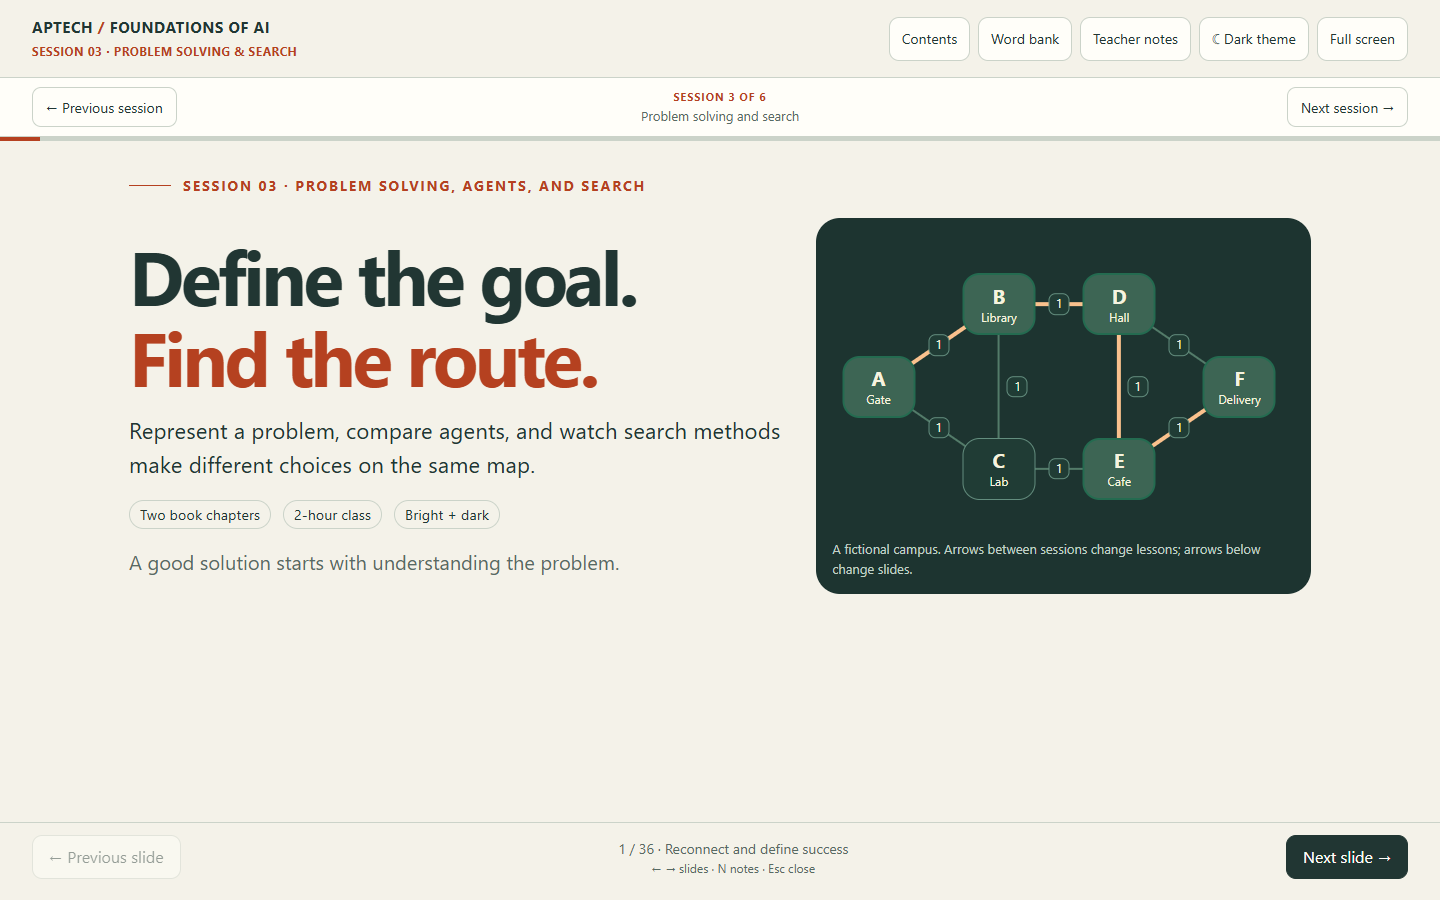 APTECH / FOUNDATIONS OF AI
SESSION 03 · PROBLEM SOLVING & SEARCH
Contents
Word bank
Teacher notes
☾ Dark theme
Full screen
← Previous session
SESSION 3 OF 6
Problem solving and search
Next session →
SESSION 03 · PROBLEM SOLVING, AGENTS, AND SEARCH
Define the goal.
Find the route.
Represent a problem, compare agents, and watch search methods
make different choices on the same map.
Two book chapters
2-hour class
Bright + dark
A good solution starts with understanding the problem.
B
Library
1
D
Hall
1
1
A
Gate
1
1
F
Delivery
1
1
C
Lab
1
E
Cafe
A fictional campus. Arrows between sessions change lessons; arrows below
change slides.
← Previous slide
1 / 36 · Reconnect and define success
← → slides · N notes · Esc close
Next slide →